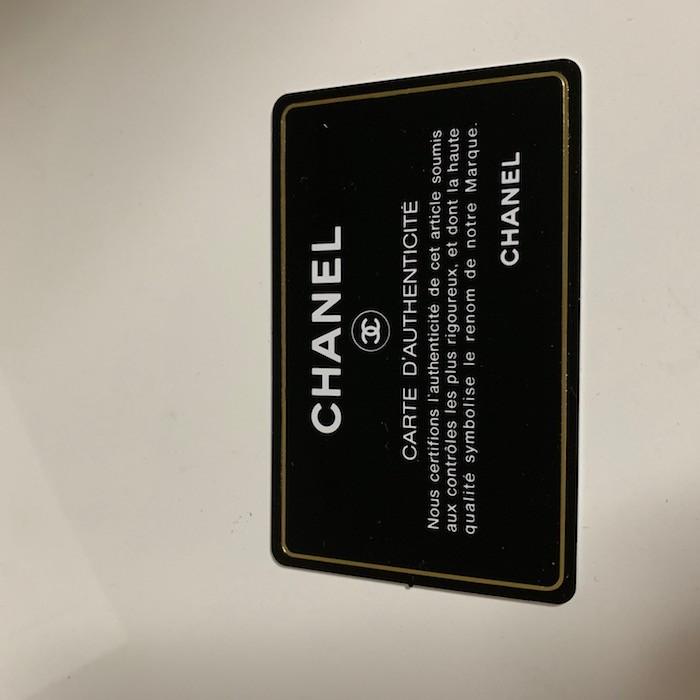 CHANEL
CARTE D'AUTHENTICITÉ
Nous certifions l'authenticité de cet article soumis
aux contrôles les plus rigoureux, et dont la haute
qualité symbolise le renom de notre Marque.
CHANEL